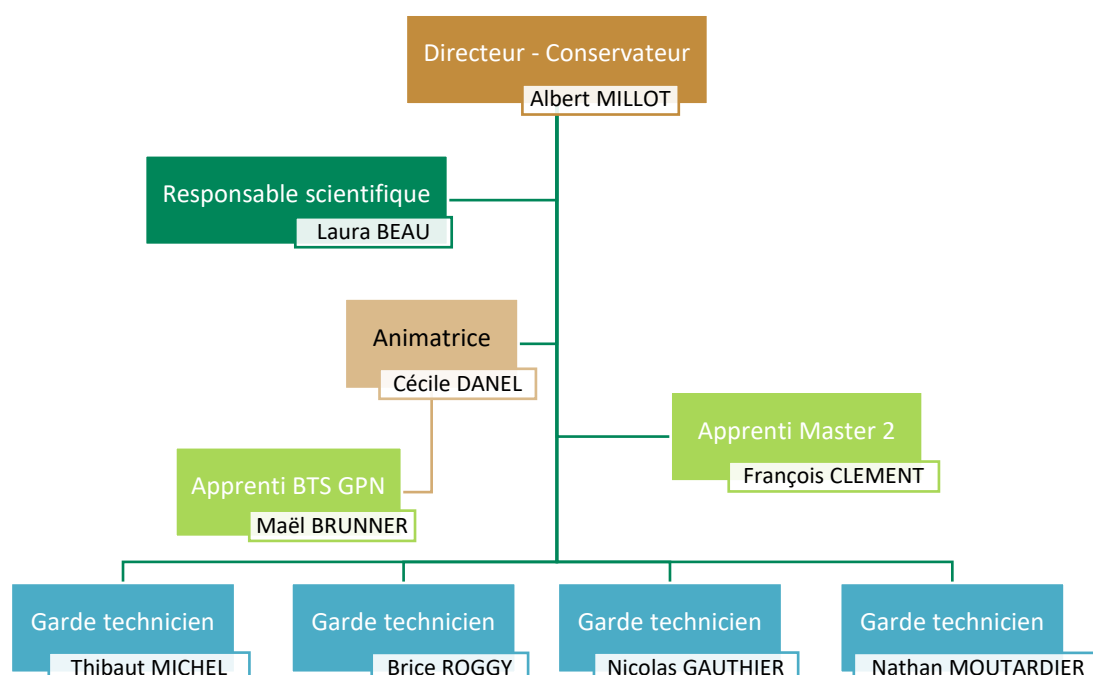 Directeur - Conservateur
Albert MILLOT
Responsable scientifique
Laura BEAU
Animatrice
Cécile DANEL
Apprenti Master 2
François CLEMENT
Apprenti BTS GPN
Maël BRUNNER
Garde technicien
Thibaut MICHEL
Garde technicien
Brice ROGGY
Garde technicien
Nicolas GAUTHIER
Garde technicien
Nathan MOUTARDIER